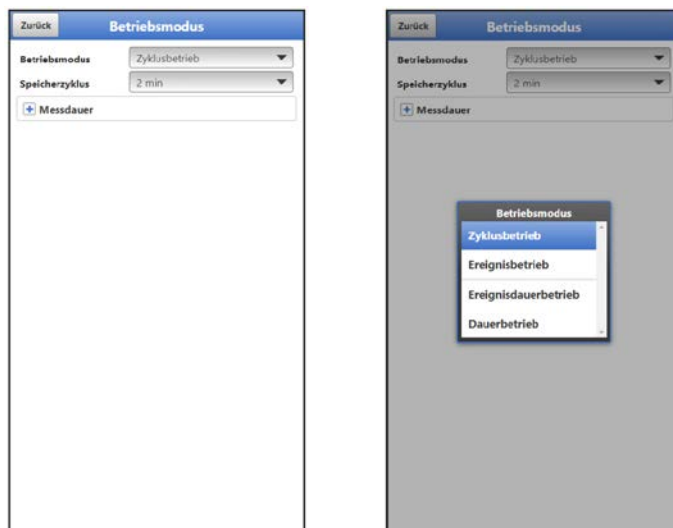 Zurück Betriebsmodus
Betriebsmodus Zyklusbetrieb
Speicherzyklus 2 min
Messdauer
Zurück Betriebsmodus
Betriebsmodus Zyklusbetrieb
Speicherzyklus 2 min
Messdauer
Betriebsmodus
Zyklusbetrieb
Ereignisbetrieb
Ereignisdauerbetrieb
Dauerbetrieb